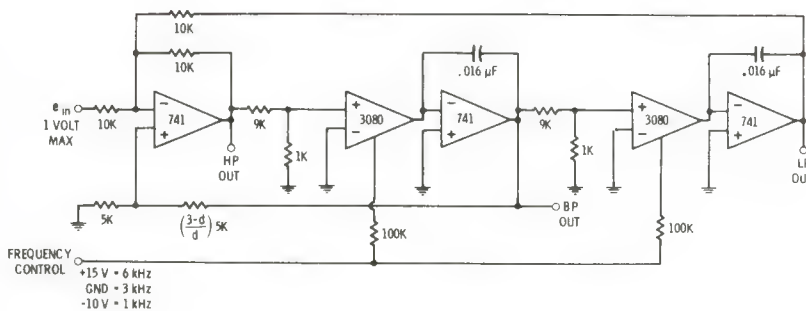 10K
10K
.016 µF
.016 µF
e in
1 VOLT
MAX
10K
−
+
741
HP
OUT
9K
1K
+
−
3080
−
+
741
9K
1K
+
−
3080
−
+
741
5K
(3-d/d) 5K
BP
OUT
100K
100K
FREQUENCY
CONTROL
+15 V = 6 kHz
GND = 3 kHz
-10 V = 1 kHz